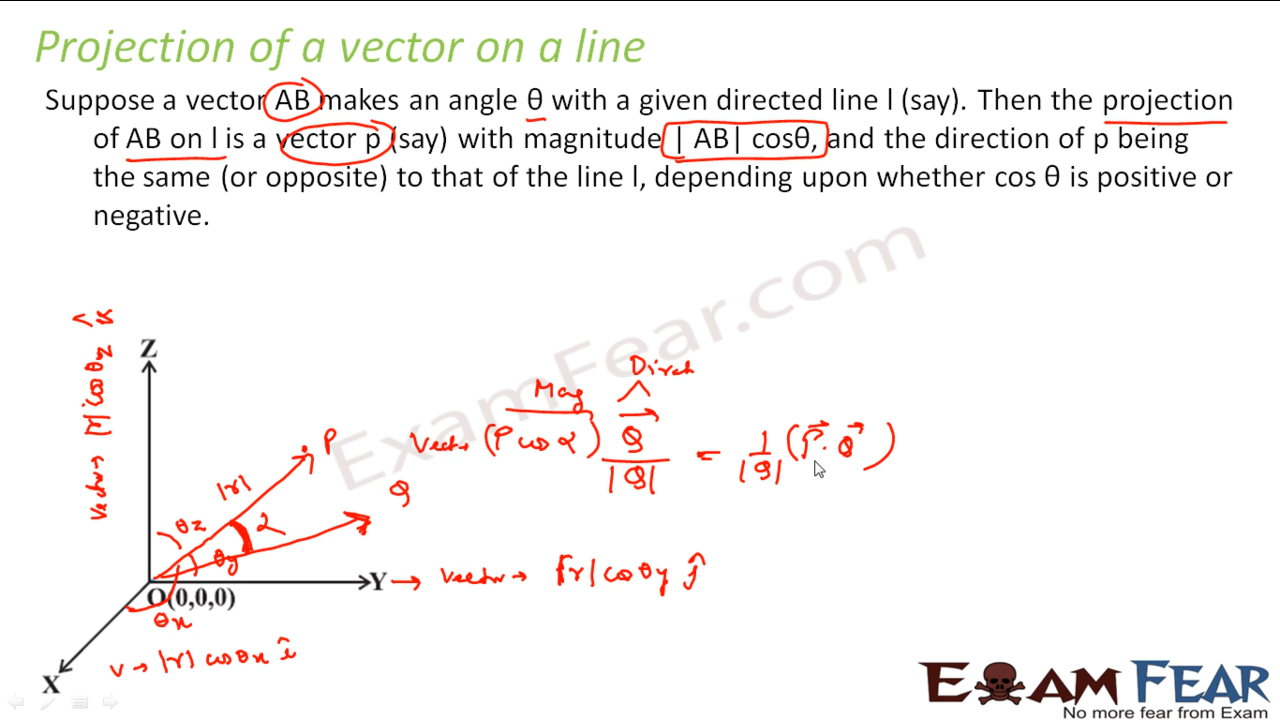 Projection of a vector on a line
Suppose a vector AB makes an angle θ with a given directed line l (say). Then the projection
of AB on l is a vector p (say) with magnitude | AB| cosθ, and the direction of p being
the same (or opposite) to that of the line l, depending upon whether cos θ is positive or
negative.
ExamFear.com
Vector → |r| cos θz k̂
Z
P
|r|
θz
α
Q
θy
θx
O(0,0,0)
X
Y → Vector → |r| cos θy ĵ
V → |r| cos θx î
Mag
Vector (P cos α) Q⃗ / |Q| = 1/|Q| (P⃗. Q⃗ )
EXAM FEAR
No more fear from Exam